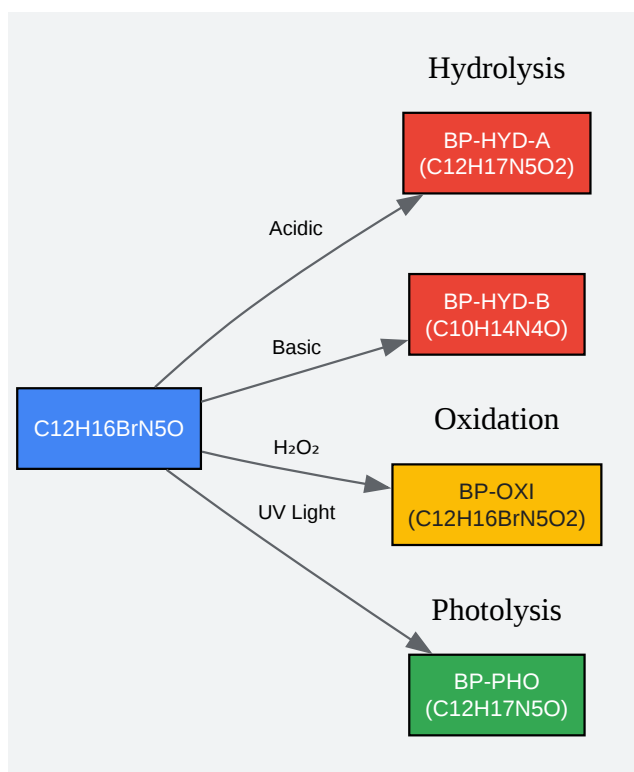 Hydrolysis
BP-HYD-A
(C12H17N5O2)
Acidic
BP-HYD-B
(C10H14N4O)
Basic
C12H16BrN5O
Oxidation
H₂O₂
BP-OXI
(C12H16BrN5O2)
UV Light
Photolysis
BP-PHO
(C12H17N5O)